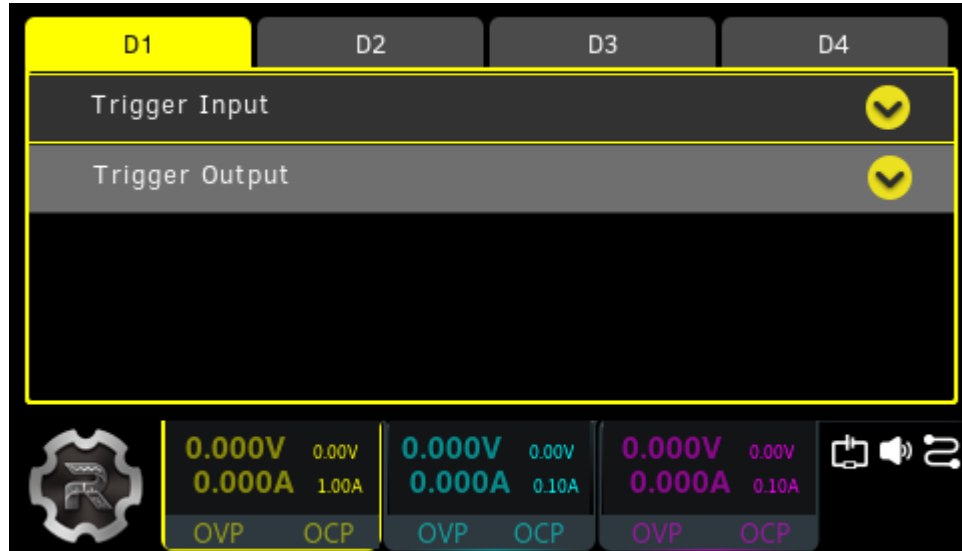 D1 D2 D3 D4
Trigger Input
Trigger Output
0.000V 0.00V 0.000V 0.00V 0.000V 0.00V
0.000A 1.00A 0.000A 0.10A 0.000A 0.10A
R
OVP OCP OVP OCP OVP OCP